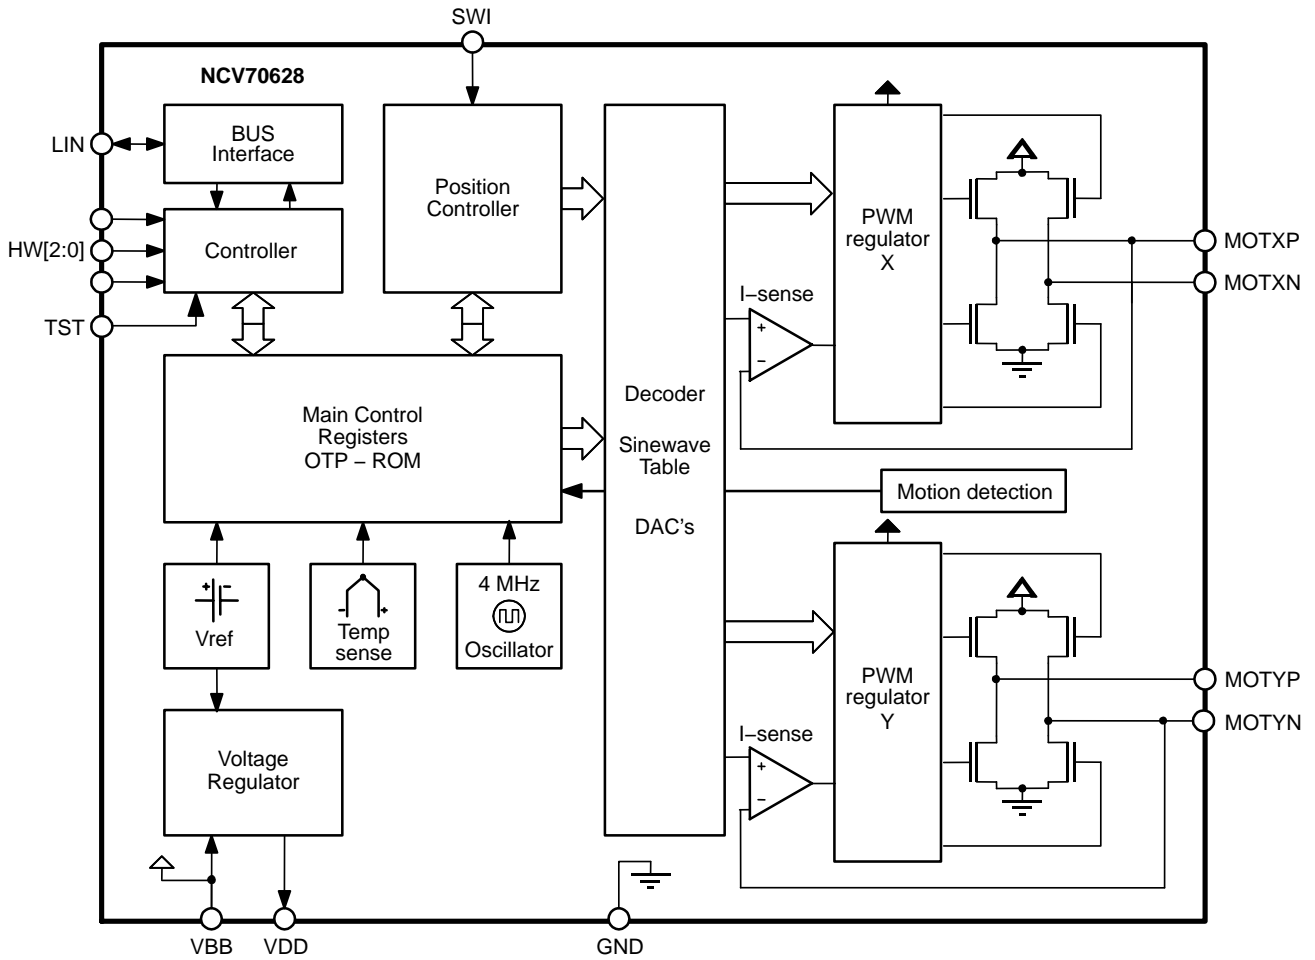 SWI
NCV70628
LIN
BUS
Interface
Position
Controller
HW[2:0]
Controller
TST
PWM
regulator
X
MOTXP
MOTXN
I–sense
+
–
Main Control
Registers
OTP – ROM
Decoder
Sinewave
Table
DAC's
Motion detection
+ –
Vref
- +
Temp
sense
4 MHz
Oscillator
PWM
regulator
Y
MOTYP
MOTYN
I–sense
+
–
Voltage
Regulator
VBB
VDD
GND